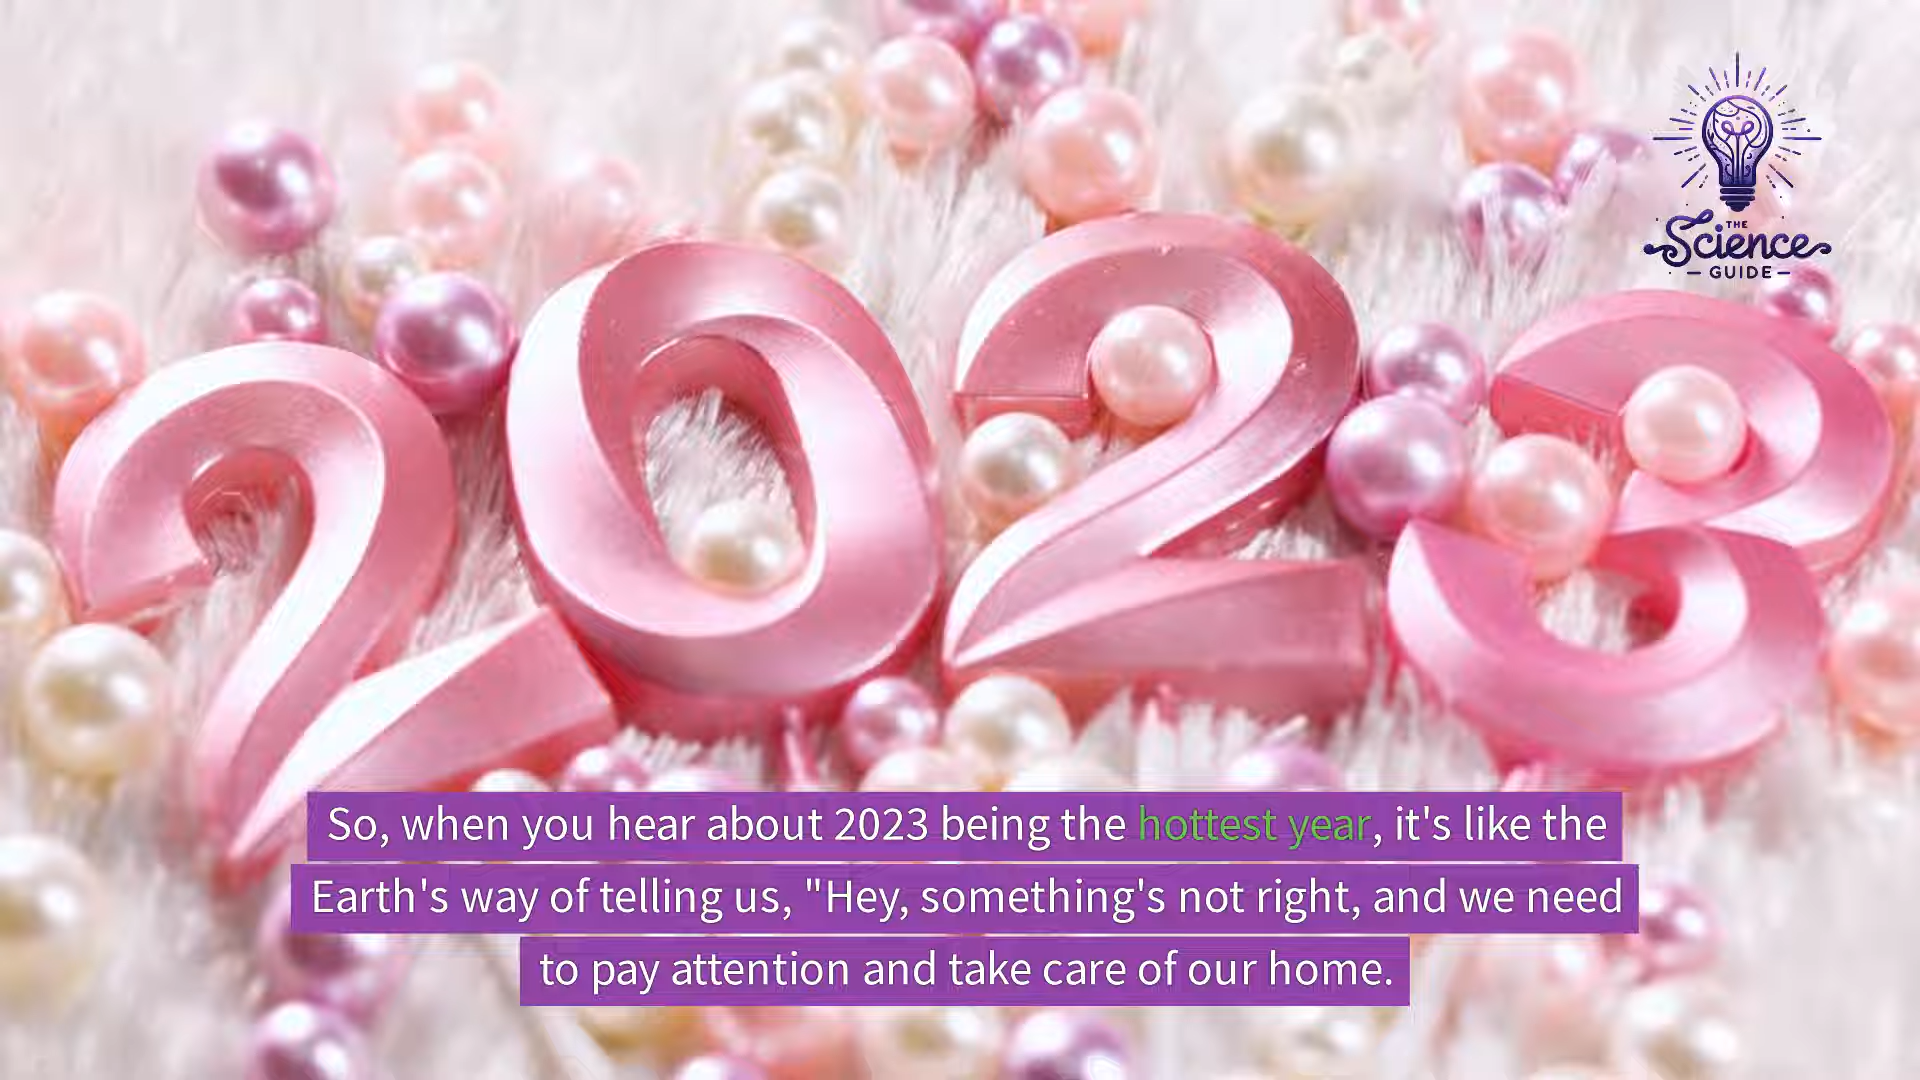 THE
Science
GUIDE
2023
So, when you hear about 2023 being the hottest year, it's like the
Earth's way of telling us, "Hey, something's not right, and we need
to pay attention and take care of our home.